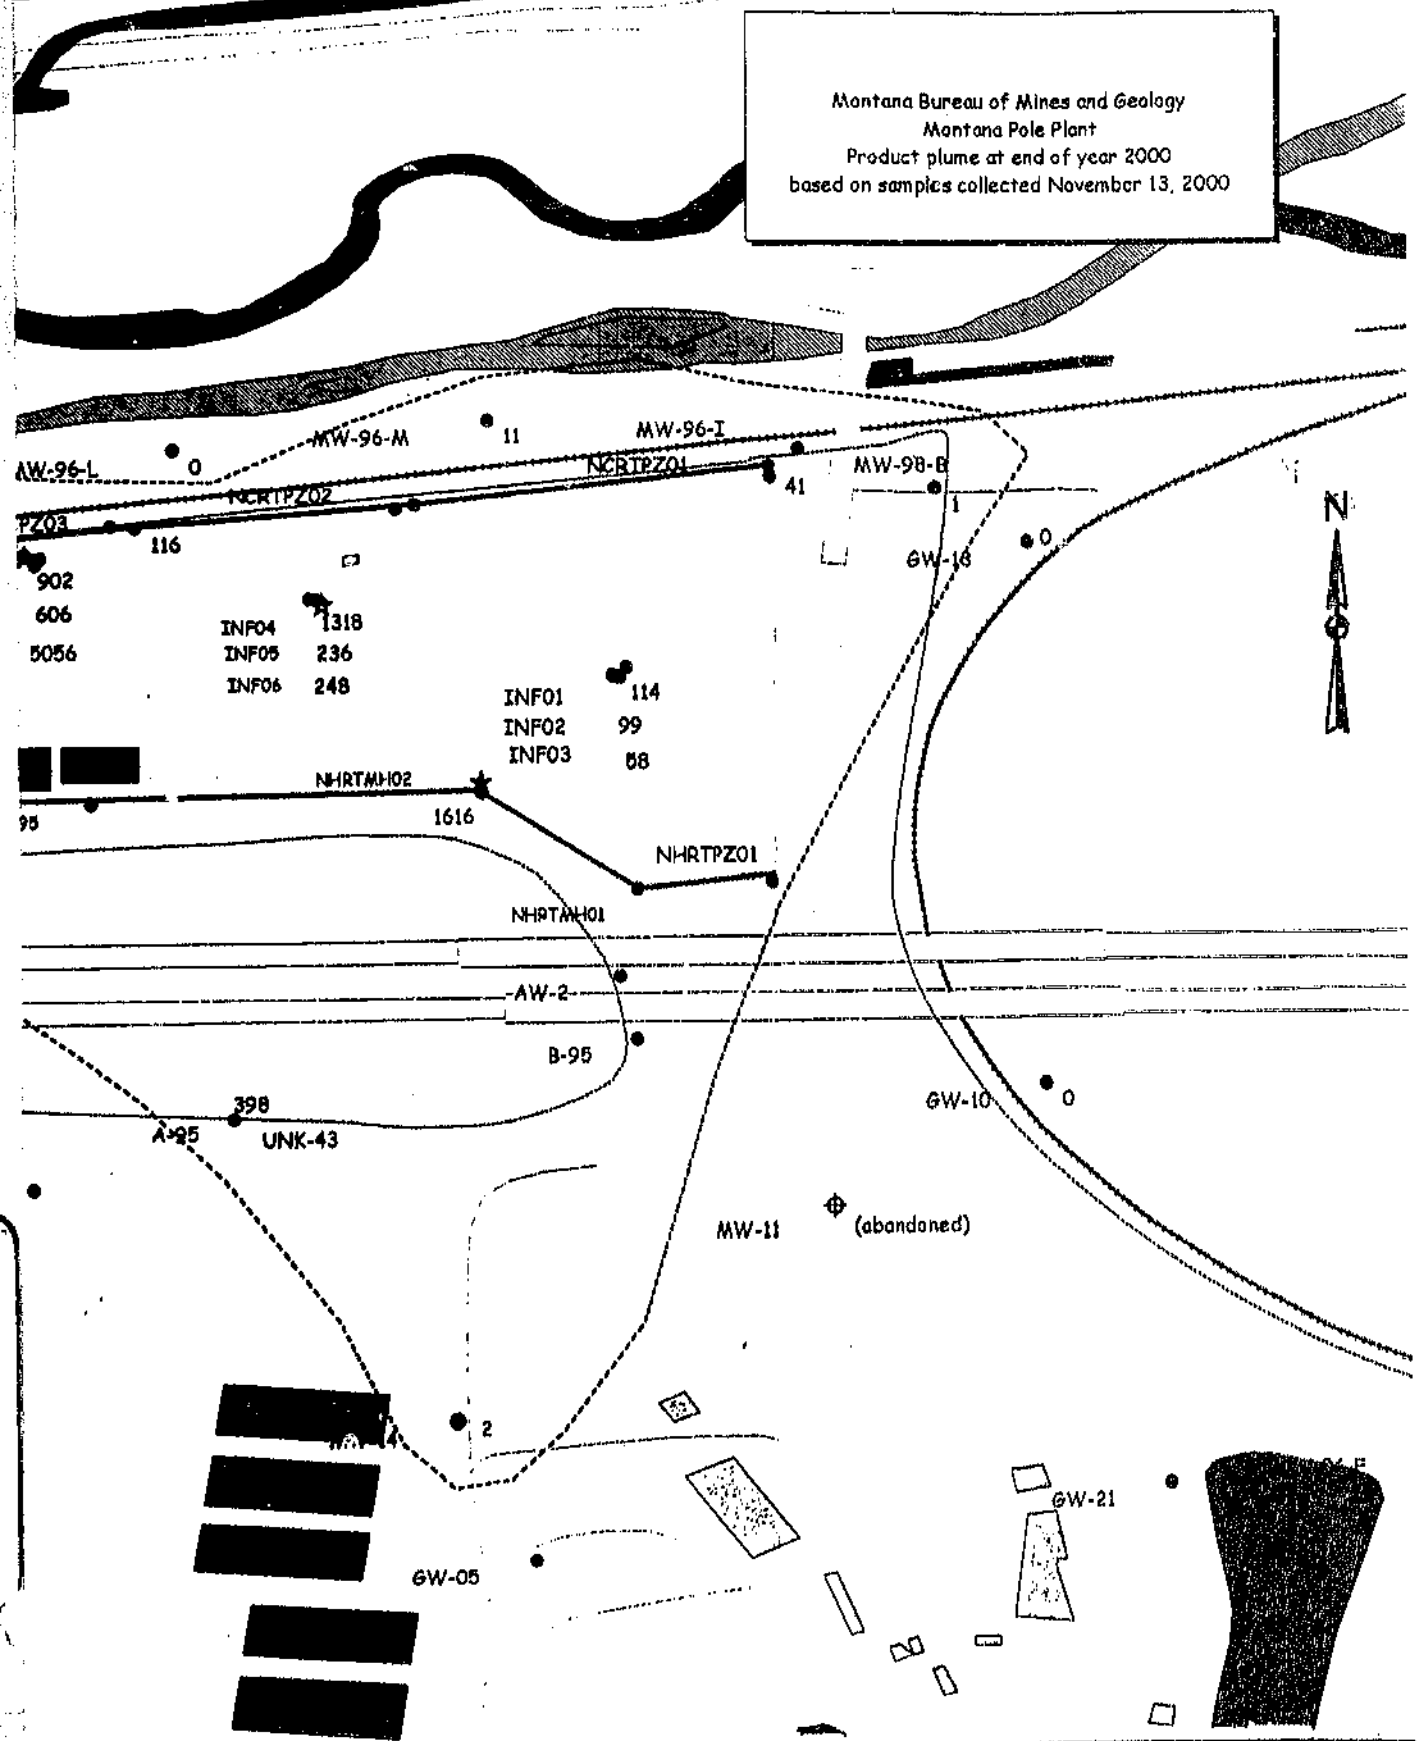 Montana Bureau of Mines and Geology
Montana Pole Plant
Product plume at end of year 2000
based on samples collected November 13, 2000
MW-96-M
11
MW-96-I
AW-96-L
0
NCRTPZ01
MW-98-B
41
NCRTPZ02
1
N
PZ03
116
0
GW-18
902
606
5056
1318
INF04
INF05 236
INF06 248
INF01 114
INF02 99
INF03 58
NHRTMH02
95
1616
NHRTPZ01
NHRTMH01
AW-2
B-95
GW-10
0
398
A-95
UNK-43
MW-11
(abandoned)
2
GW-21
GW-05